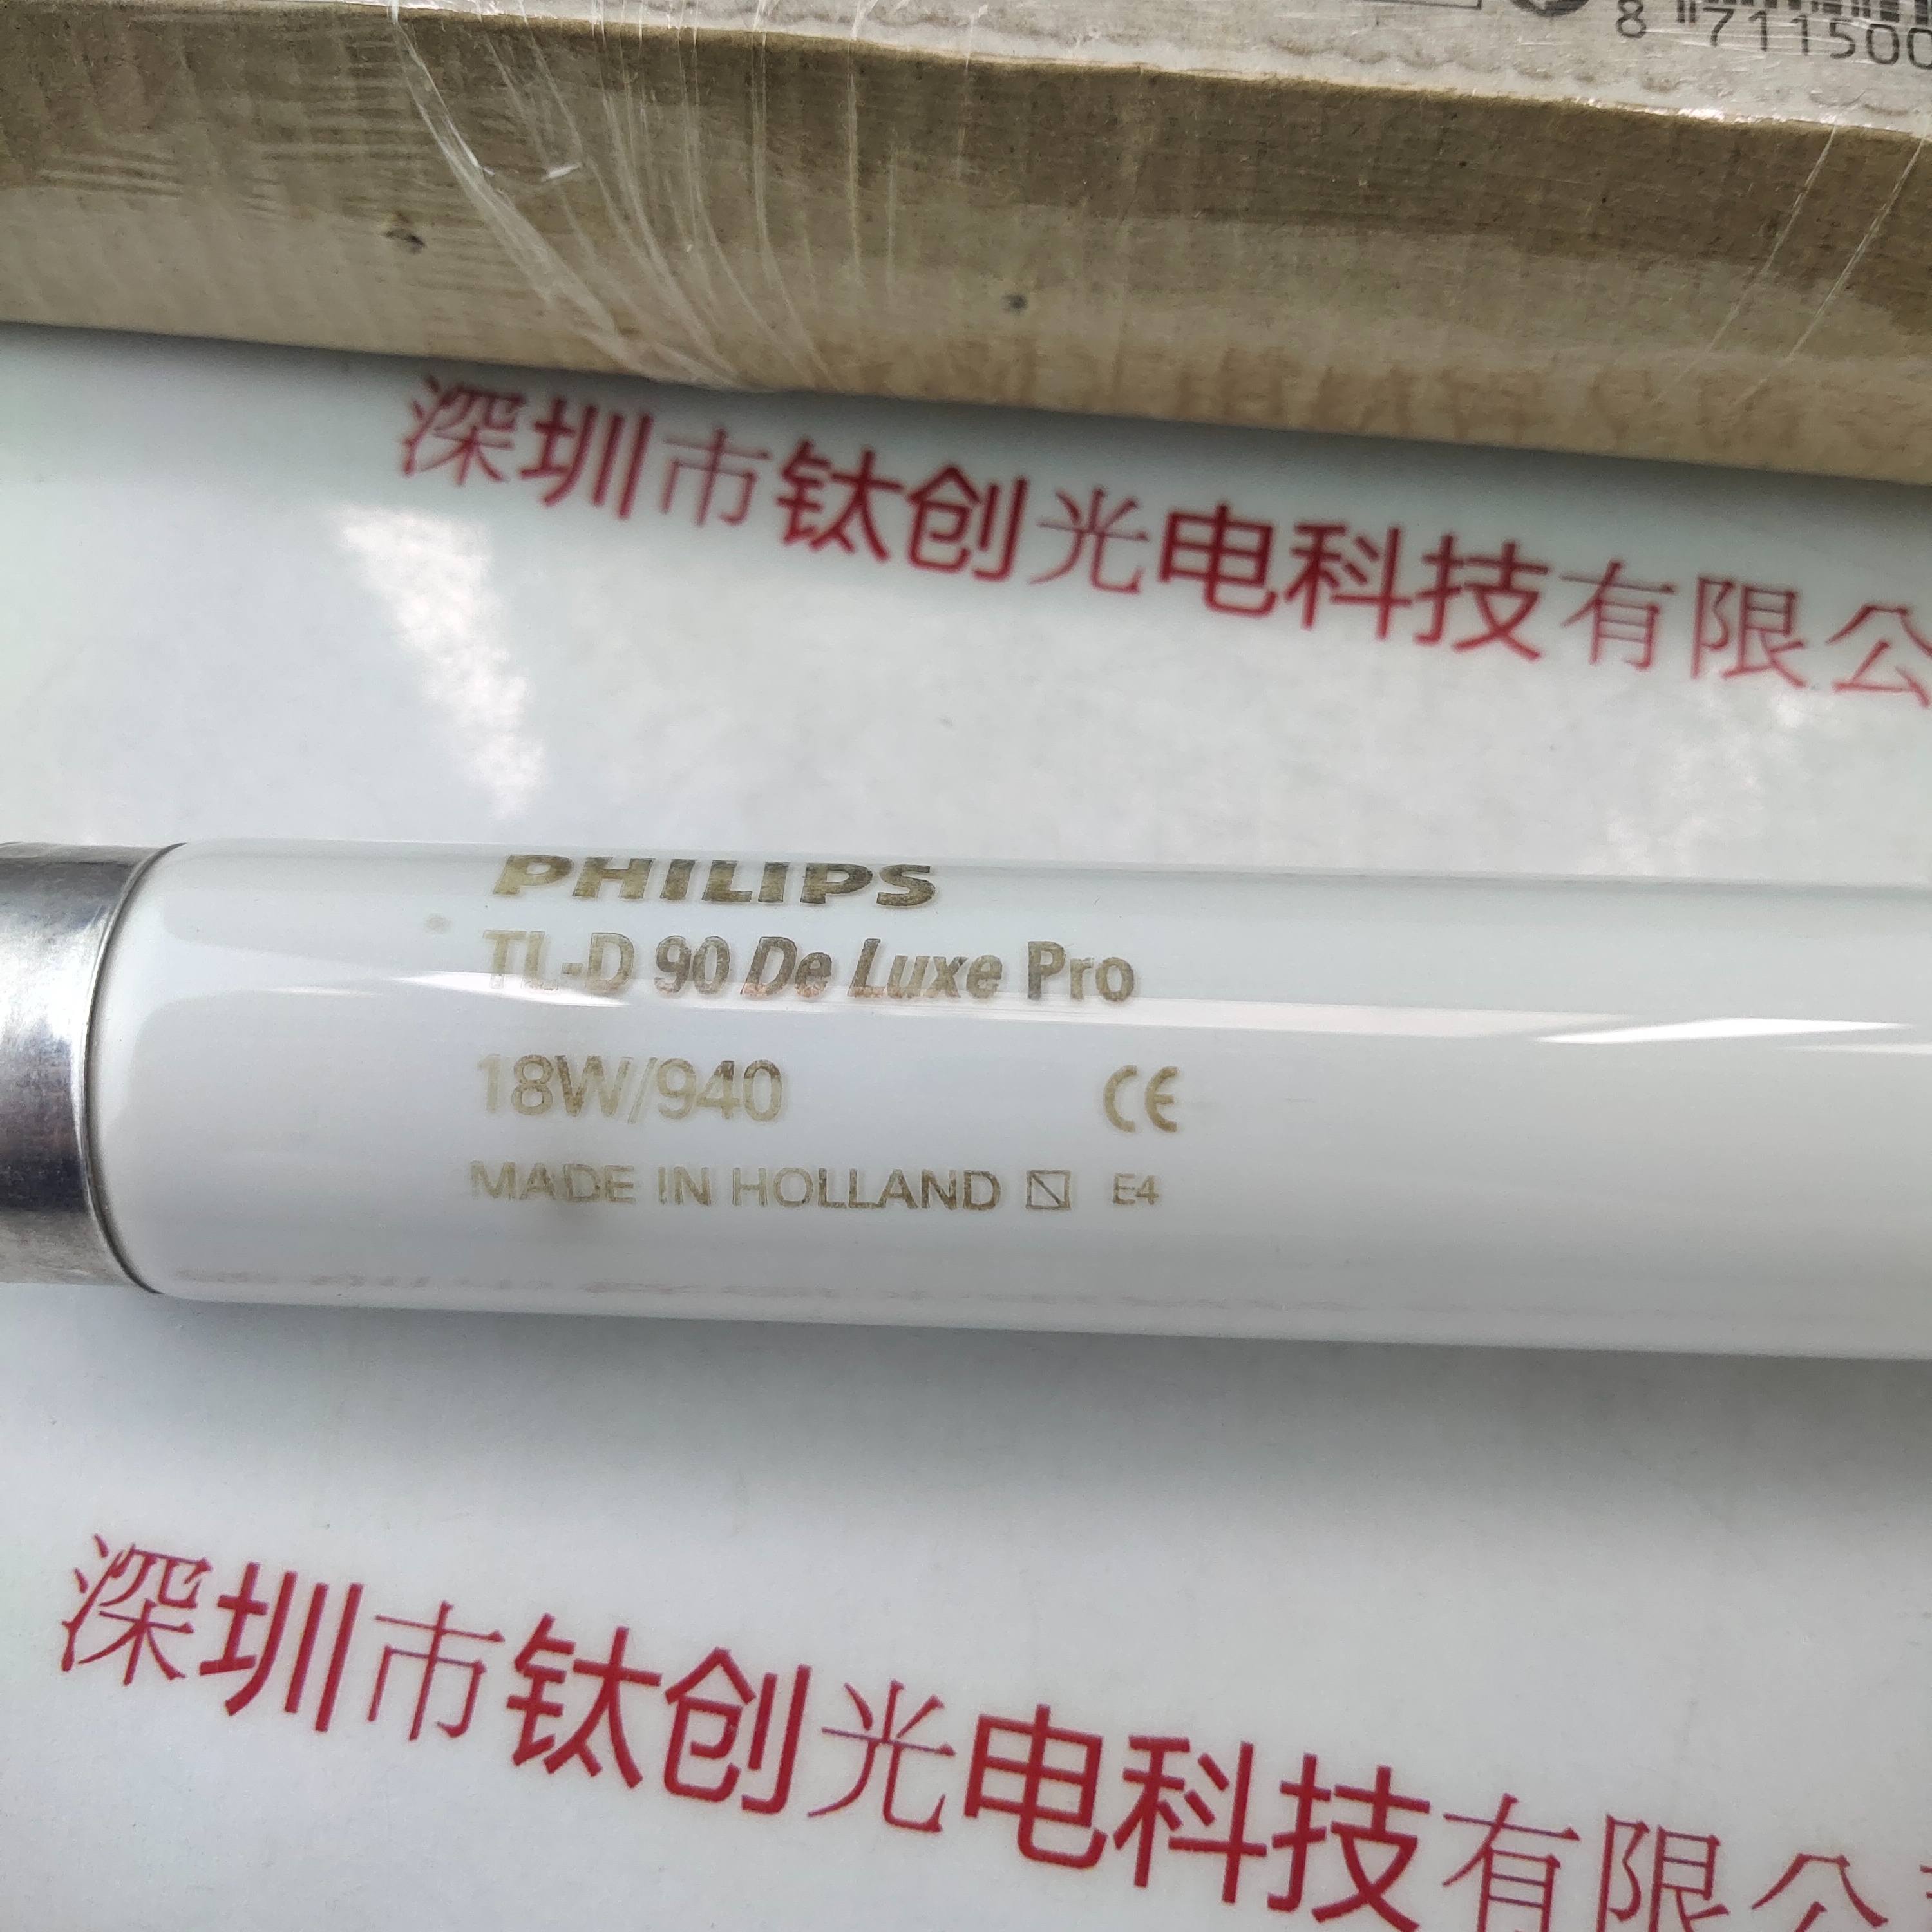 8 711500
深圳市钛创光电科技有限公
PHILIPS
TL-D 90 De Luxe Pro
18W/940 CE
MADE IN HOLLAND E4
深圳市钛创光电科技有限公